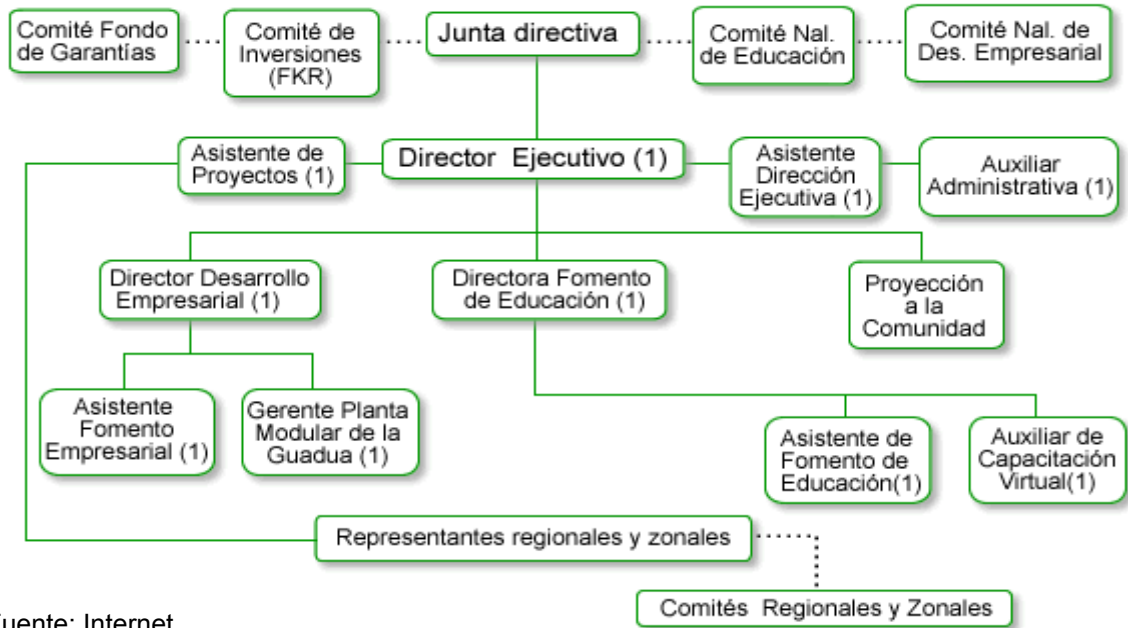 Comité Fondo
de Garantías
Comité de
Inversiones
(FKR)
Junta directiva
Comité Nal.
de Educación
Comité Nal. de
Des. Empresarial
Asistente de
Proyectos (1)
Director Ejecutivo (1)
Asistente
Dirección
Ejecutiva (1)
Auxiliar
Administrativa (1)
Director Desarrollo
Empresarial (1)
Directora Fomento
de Educación (1)
Proyección
a la
Comunidad
Asistente
Fomento
Empresarial (1)
Gerente Planta
Modular de la
Guadua (1)
Asistente de
Fomento de
Educación(1)
Auxiliar de
Capacitación
Virtual(1)
Representantes regionales y zonales
Comités Regionales y Zonales
Fuente: Internet